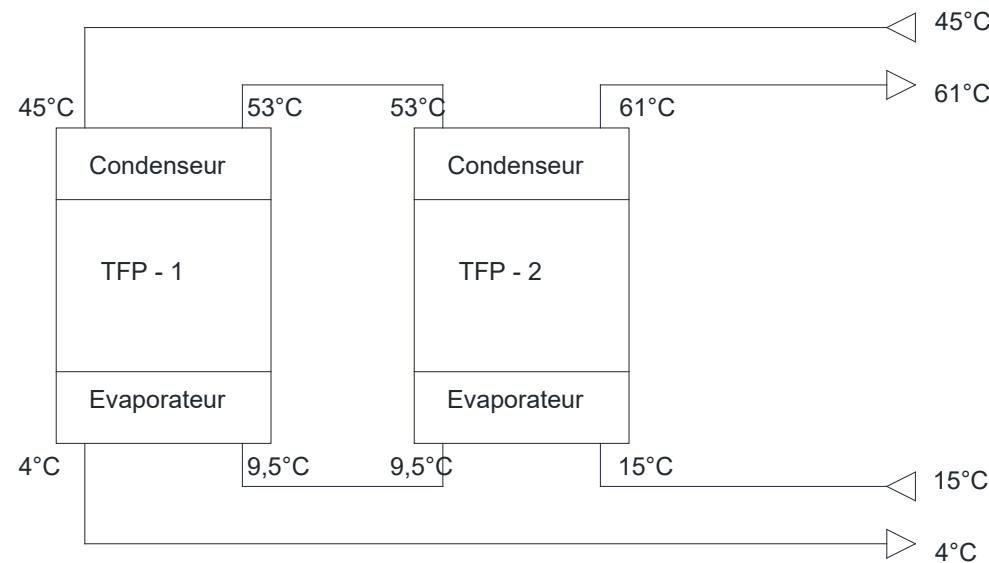 45°C
61°C
45°C 53°C 53°C 61°C
Condenseur Condenseur
TFP - 1 TFP - 2
Evaporateur Evaporateur
4°C 9,5°C 9,5°C 15°C
15°C
4°C